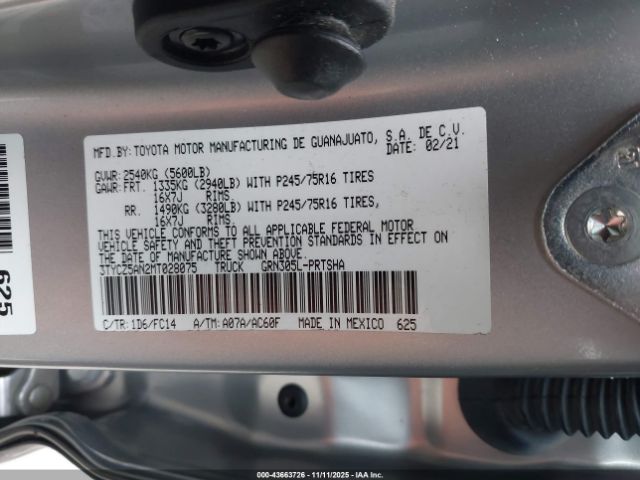 MFD.BY: TOYOTA MOTOR MANUFACTURING DE GUANAJUATO, S.A. DE C.V.
DATE: 02/21
GVWR: 2540KG (5600LB)
GAWR: FRT. 1335KG (2940LB) WITH P245/75R16 TIRES
16X7J RIMS,
RR. 1490KG (3280LB) WITH P245/75R16 TIRES,
16X7J RIMS,
THIS VEHICLE CONFORMS TO ALL APPLICABLE FEDERAL MOTOR
VEHICLE SAFETY AND THEFT PREVENTION STANDARDS IN EFFECT ON
THE DATE OF MANUFACTURE SHOWN ABOVE.
3TYCZ5AN2MT028075 TRUCK GRN305L-PRTSHA
C/TR: 1D6/FC14 A/TM: A07A/AC60F MADE IN MEXICO 625
625
000-43663726 - 11/11/2025 - IAA Inc.